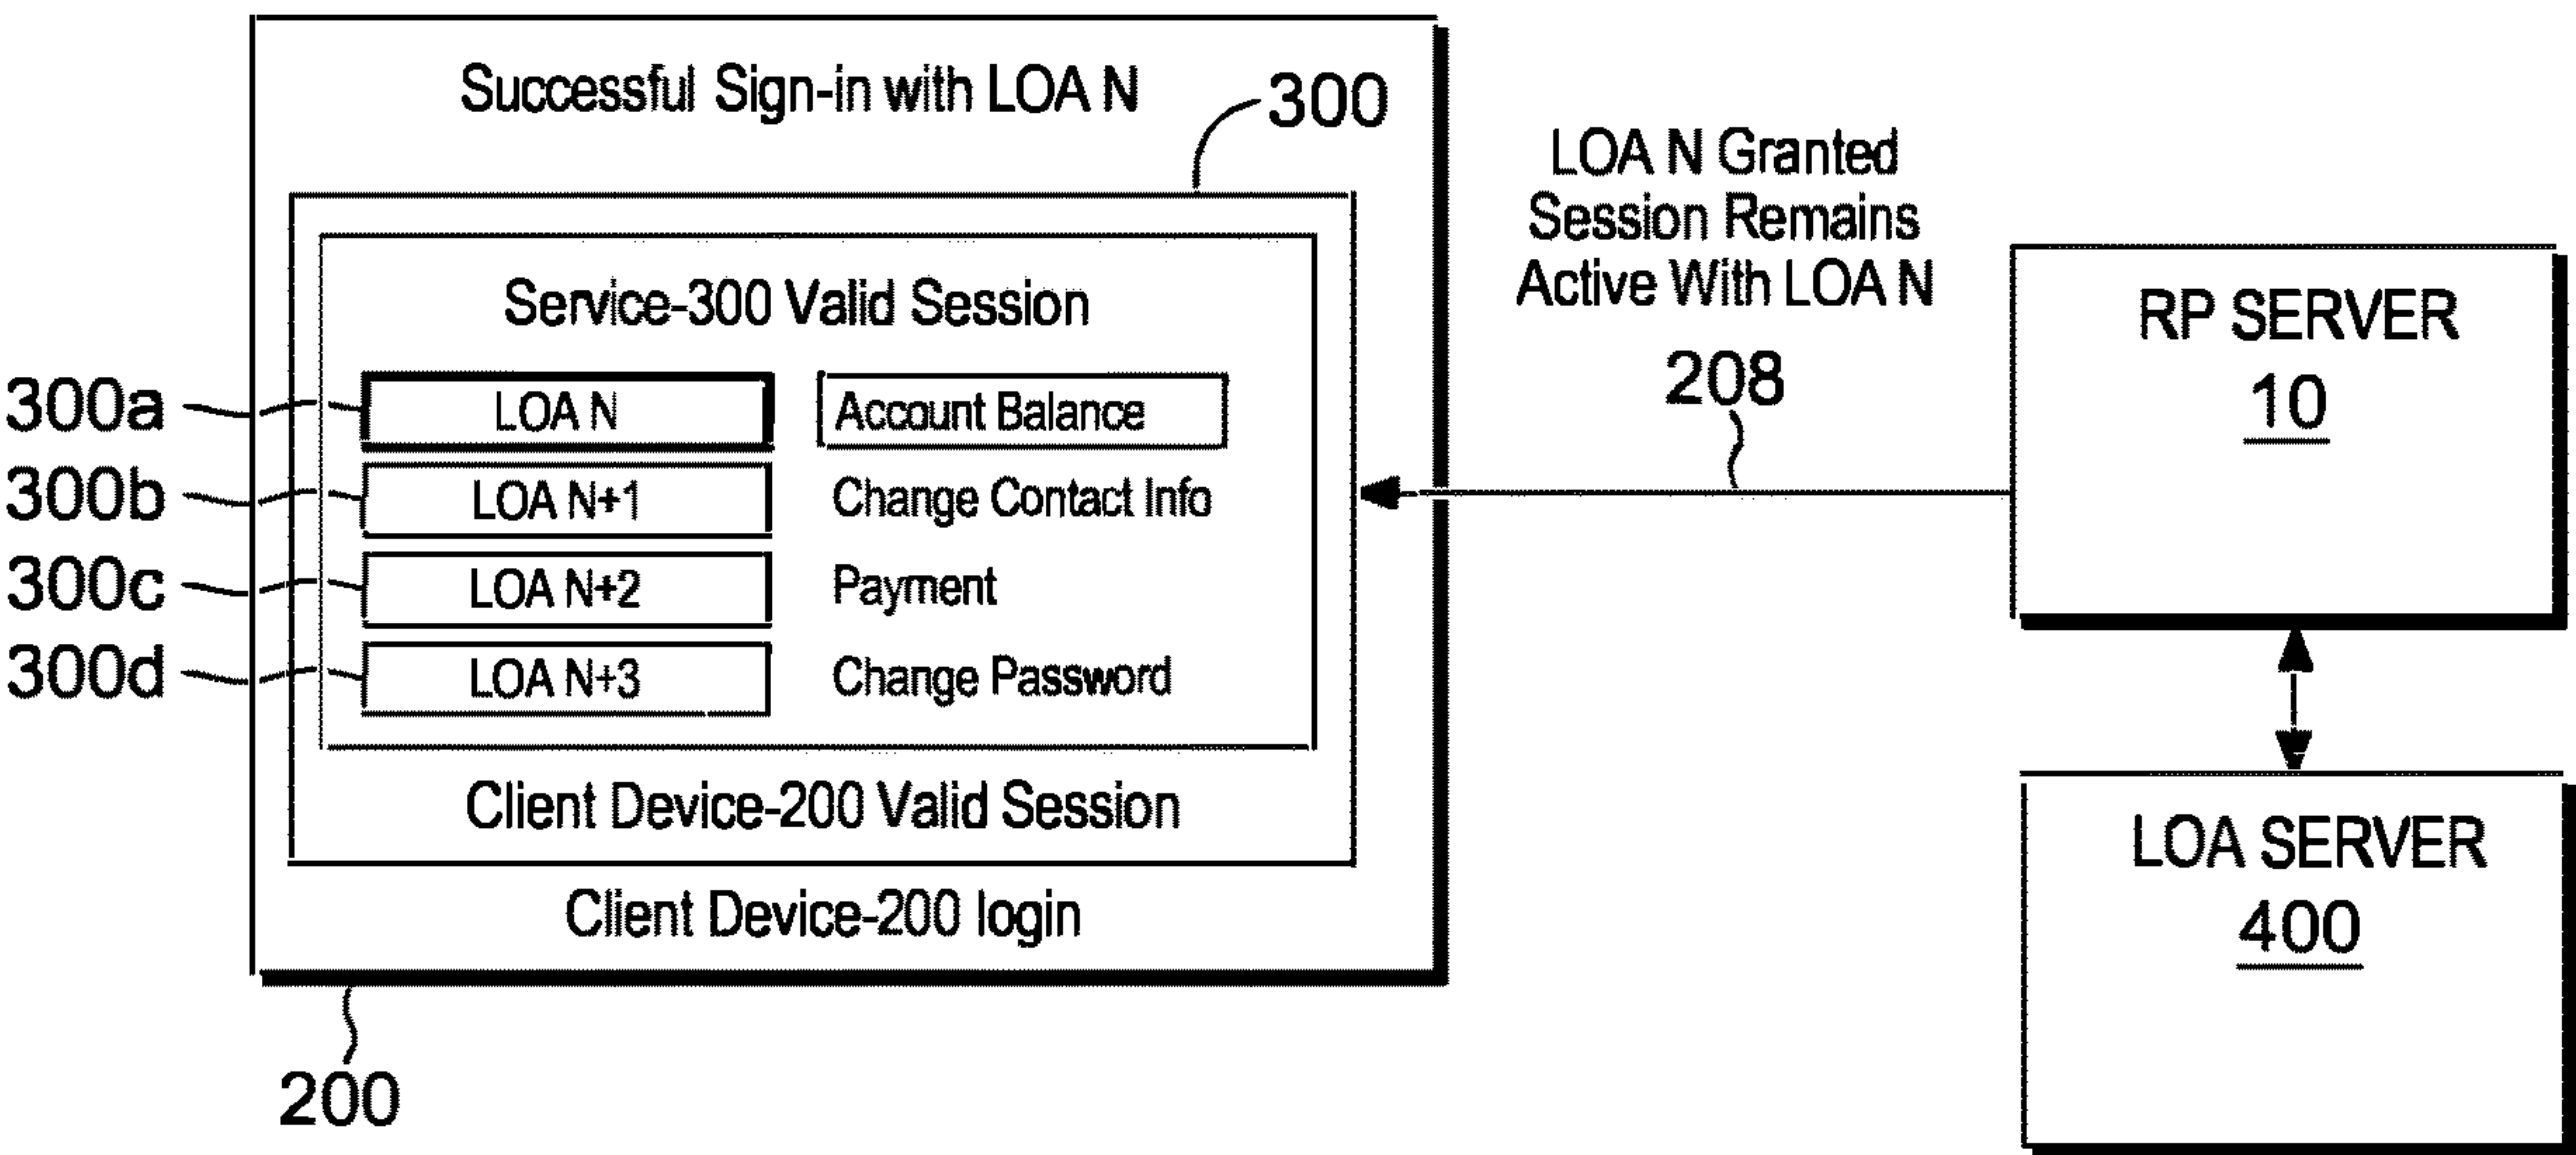 Successful Sign-in with LOA N
300
LOA N Granted
Session Remains
Active With LOA N
208
Service-300 Valid Session
300a LOA N Account Balance
300b LOA N+1 Change Contact Info
300c LOA N+2 Payment
300d LOA N+3 Change Password
Client Device-200 Valid Session
Client Device-200 login
200
RP SERVER
10
LOA SERVER
400